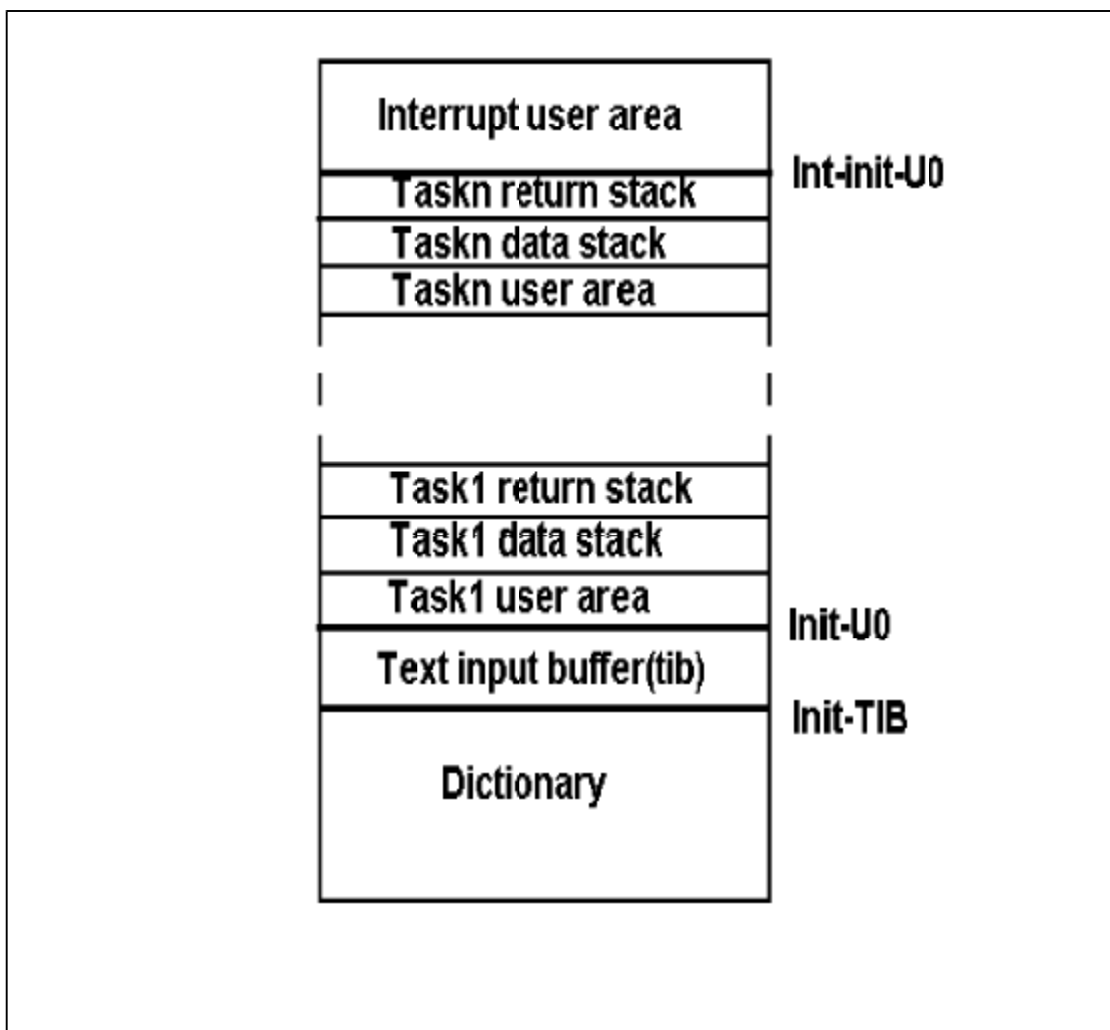 Interrupt user area
Int-init-U0
Taskn return stack
Taskn data stack
Taskn user area
Task1 return stack
Task1 data stack
Task1 user area
Init-U0
Text input buffer(tib)
Init-TIB
Dictionary